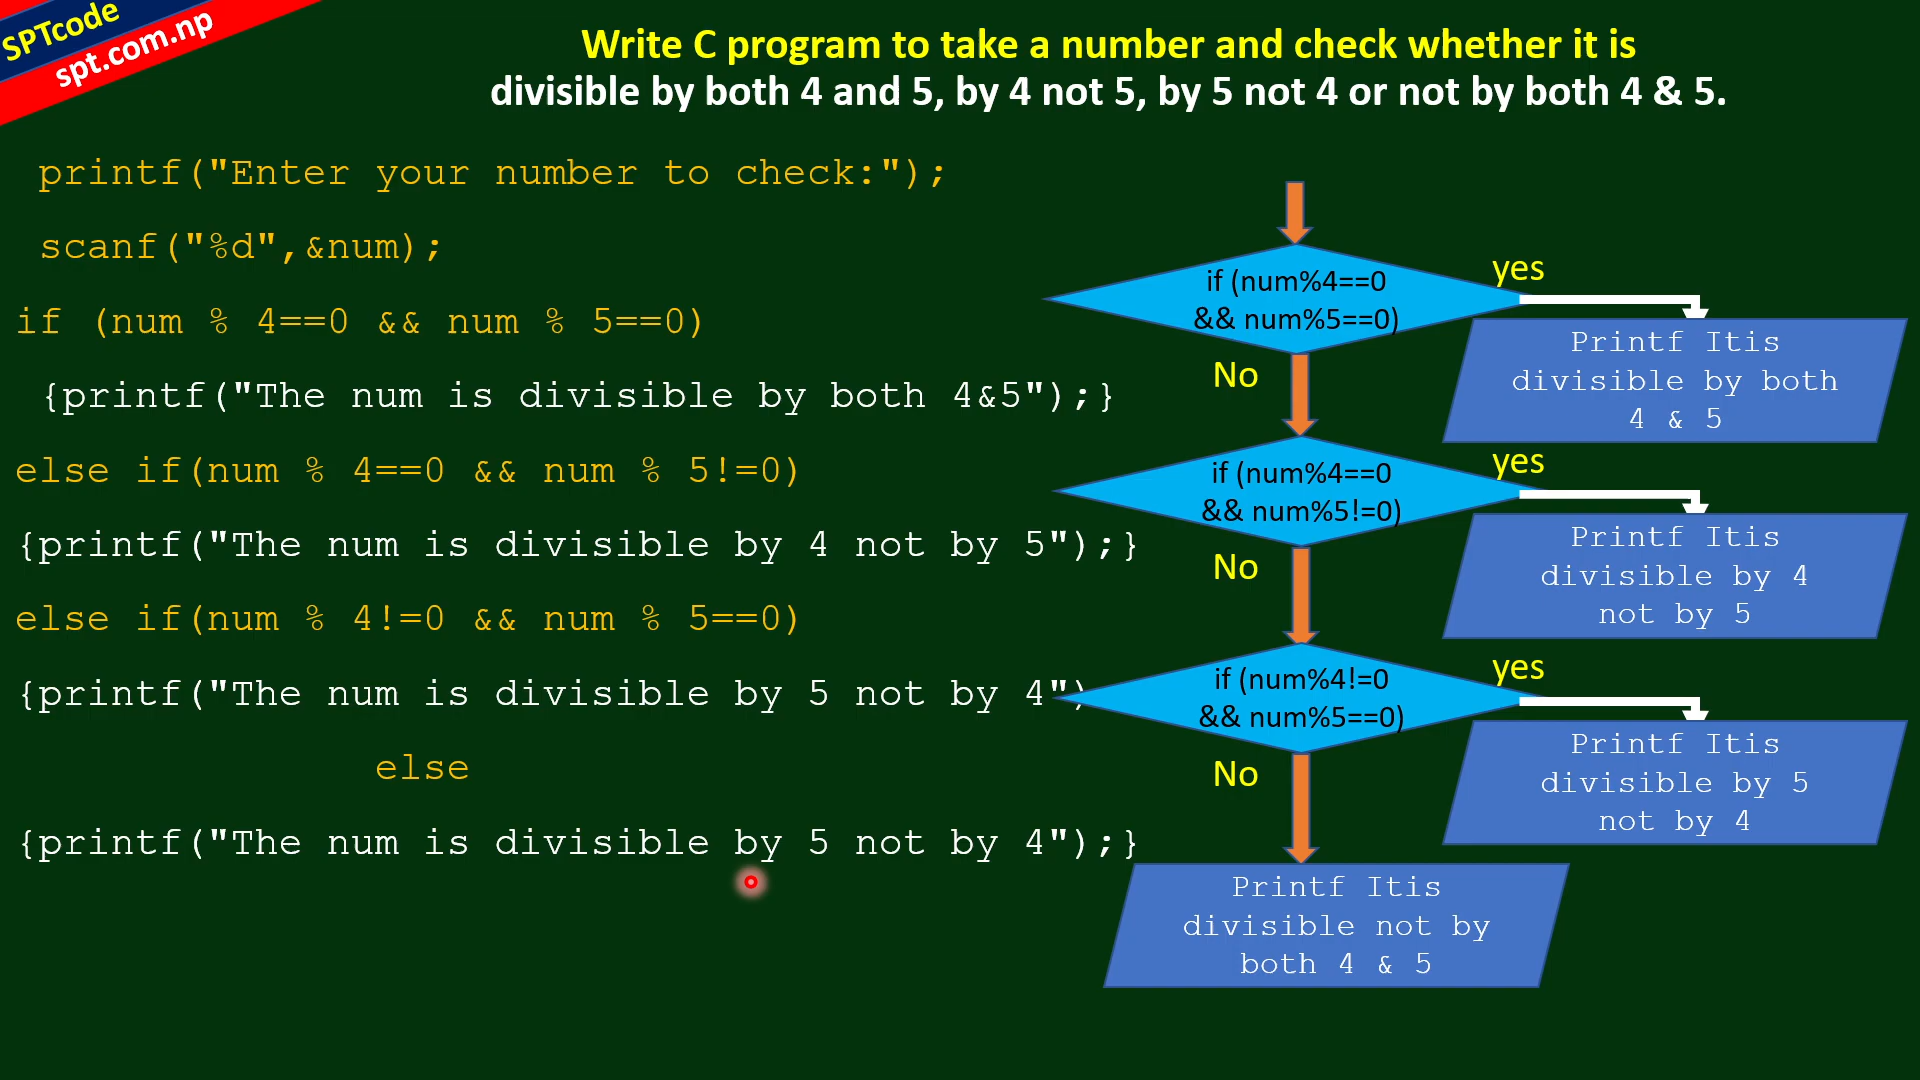 SPTcode
spt.com.np
Write C program to take a number and check whether it is
divisible by both 4 and 5, by 4 not 5, by 5 not 4 or not by both 4 & 5.
printf("Enter your number to check:");
scanf("%d",&num);
if (num % 4==0 && num % 5==0)
{printf("The num is divisible by both 4&5");}
else if(num % 4==0 && num % 5!=0)
{printf("The num is divisible by 4 not by 5");}
else if(num % 4!=0 && num % 5==0)
{printf("The num is divisible by 5 not by 4")
else
{printf("The num is divisible by 5 not by 4");}
if (num%4==0
&& num%5==0)
yes
Printf Itis
divisible by both
4 & 5
No
if (num%4==0
&& num%5!=0)
yes
Printf Itis
divisible by 4
not by 5
No
if (num%4!=0
&& num%5==0)
yes
Printf Itis
divisible by 5
not by 4
No
Printf Itis
divisible not by
both 4 & 5